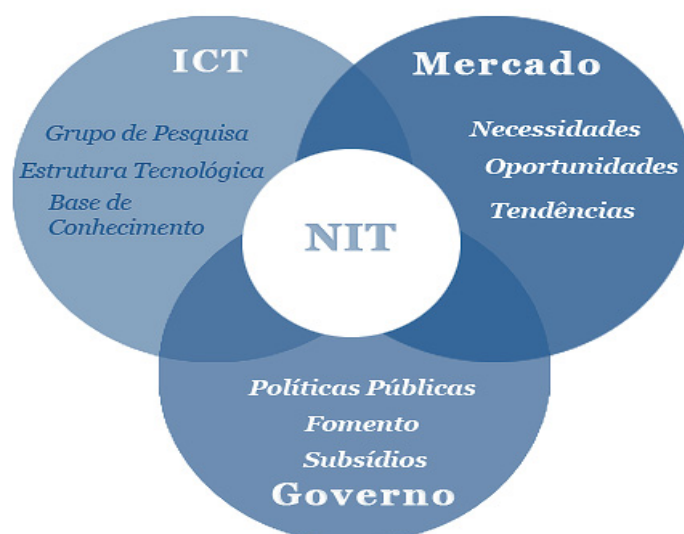 ICT
Grupo de Pesquisa
Estrutura Tecnológica
Base de
Conhecimento
Mercado
Necessidades
Oportunidades
Tendências
NIT
Políticas Públicas
Fomento
Subsídios
Governo